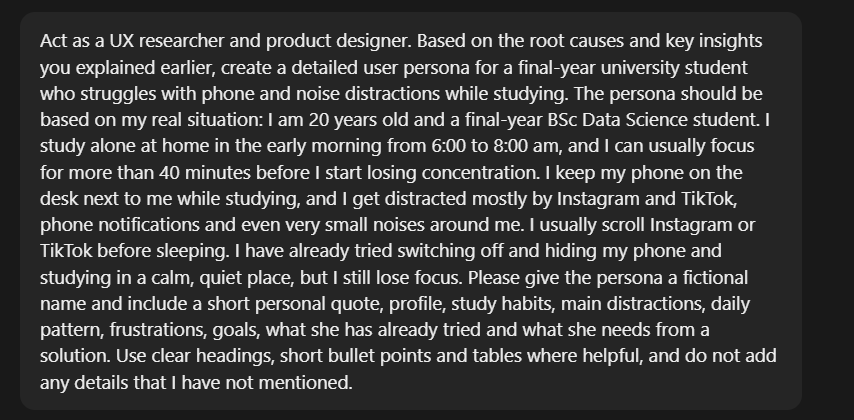 Act as a UX researcher and product designer. Based on the root causes and key insights
you explained earlier, create a detailed user persona for a final-year university student
who struggles with phone and noise distractions while studying. The persona should be
based on my real situation: I am 20 years old and a final-year BSc Data Science student. I
study alone at home in the early morning from 6:00 to 8:00 am, and I can usually focus
for more than 40 minutes before I start losing concentration. I keep my phone on the
desk next to me while studying, and I get distracted mostly by Instagram and TikTok,
phone notifications and even very small noises around me. I usually scroll Instagram or
TikTok before sleeping. I have already tried switching off and hiding my phone and
studying in a calm, quiet place, but I still lose focus. Please give the persona a fictional
name and include a short personal quote, profile, study habits, main distractions, daily
pattern, frustrations, goals, what she has already tried and what she needs from a
solution. Use clear headings, short bullet points and tables where helpful, and do not add
any details that I have not mentioned.